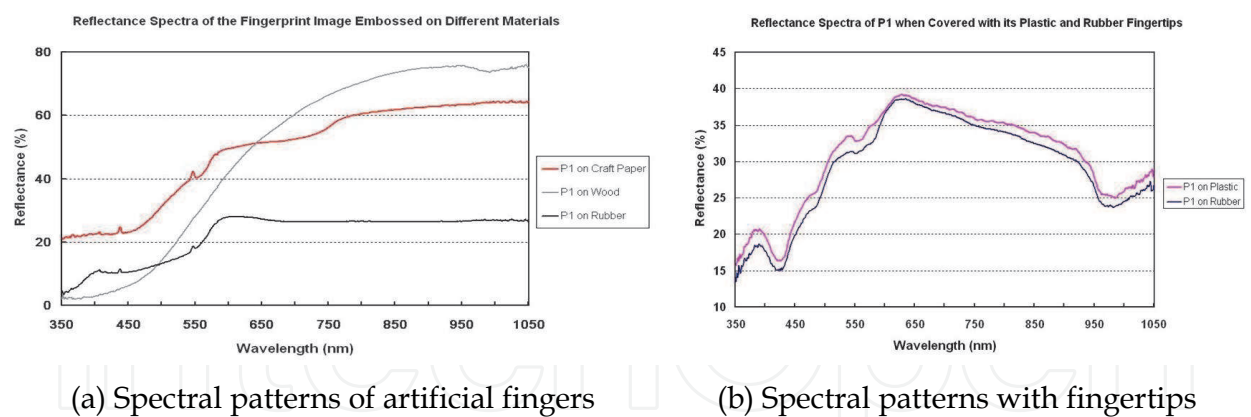 Reflectance Spectra of the Fingerprint Image Embossed on Different Materials
80
60
40
20
0
Reflectance (%)
350 450 550 650 750 850 950 1050
Wavelength (nm)
P1 on Craft Paper
P1 on Wood
P1 on Rubber
(a) Spectral patterns of artificial fingers
Reflectance Spectra of P1 when Covered with its Plastic and Rubber Fingertips
45
40
35
30
25
20
15
10
Reflectance (%)
350 450 550 650 750 850 950 1050
Wavelength (nm)
P1 on Plastic
P1 on Rubber
(b) Spectral patterns with fingertips